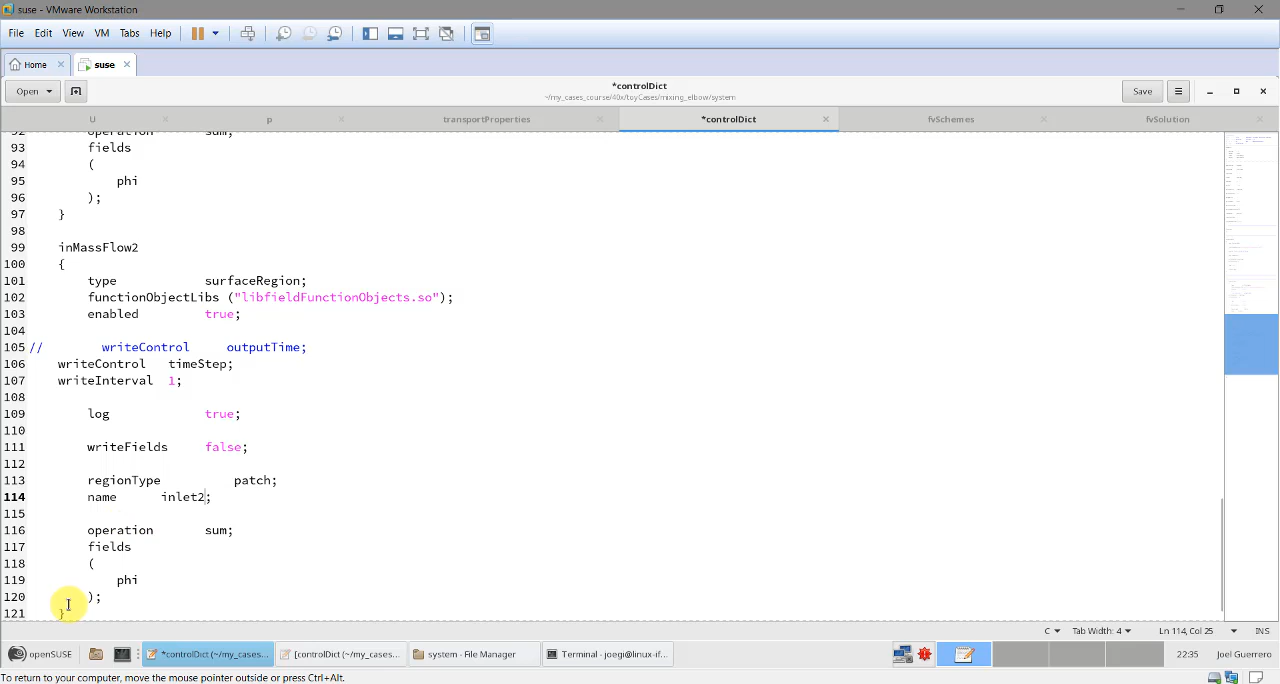 suse - VMware Workstation
File Edit View VM Tabs Help
Home suse
Open *controlDict ~/my_cases_course/40x/toyCases/mixing_elbow/system Save
U p transportProperties *controlDict fvSchemes fvSolution
92 operation sum;
93 fields
94 (
95 phi
96 );
97 }
98
99 inMassFlow2
100 {
101 type surfaceRegion;
102 functionObjectLibs ("libfieldFunctionObjects.so");
103 enabled true;
104
105 // writeControl outputTime;
106 writeControl timeStep;
107 writeInterval 1;
108
109 log true;
110
111 writeFields false;
112
113 regionType patch;
114 name inlet2;
115
116 operation sum;
117 fields
118 (
119 phi
120 );
121 }
C Tab Width: 4 Ln 114, Col 25 INS
openSUSE *controlDict (~/my_cases... [controlDict (~/my_cases... system - File Manager Terminal - joegi@linux-if... 22:35 Joel Guerrero
To return to your computer, move the mouse pointer outside or press Ctrl+Alt.